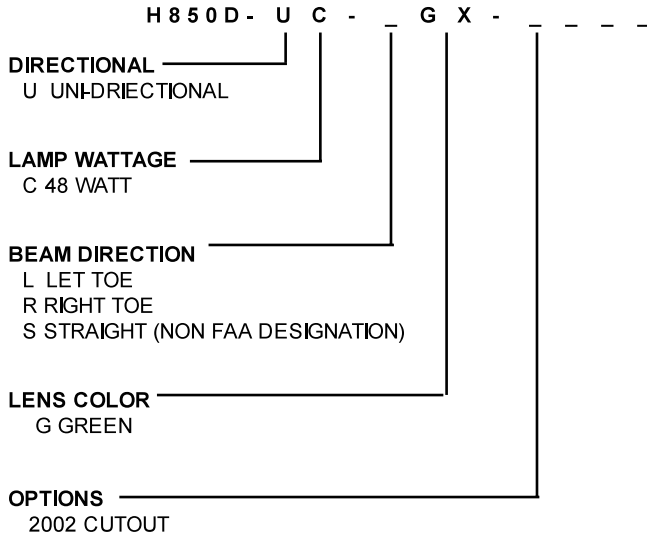 H850D- U C - _ G X - _ _ _ _
DIRECTIONAL
U UNI-DRIECTIONAL
LAMP WATTAGE
C 48 WATT
BEAM DIRECTION
L LET TOE
R RIGHT TOE
S STRAIGHT (NON FAA DESIGNATION)
LENS COLOR
G GREEN
OPTIONS
2002 CUTOUT